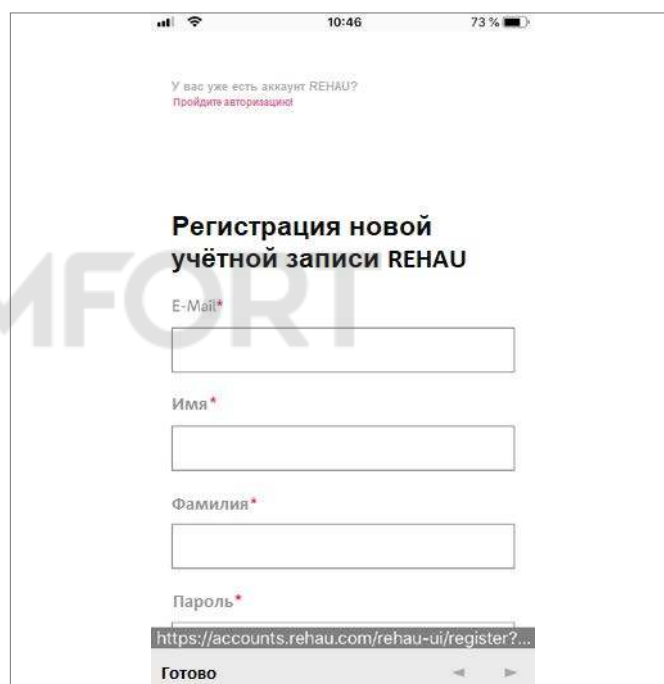 10:46
73 %
У вас уже есть аккаунт REHAU?
Пройдите авторизацию!
Регистрация новой
учётной записи REHAU
MFORT
E-Mail*
Имя*
Фамилия*
Пароль*
https://accounts.rehau.com/rehau-ui/register?...
Готово